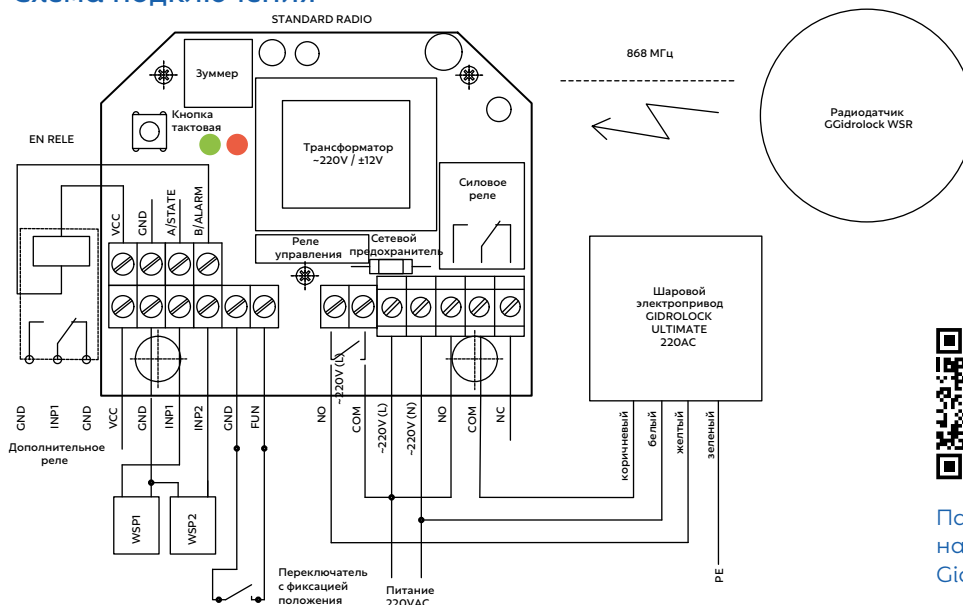 Схема подключения
STANDARD RADIO
868 МГц
Зуммер
Кнопка
тактовая
Радиодатчик
GGidrolock WSR
EN RELE
Трансформатор
~220V / ±12V
Силовое
реле
VCC
GND
A/STATE
B/ALARM
Реле
управления
Сетевой
предохранитель
Шаровой
электропривод
GIDROLOCK
ULTIMATE
220AC
~220V (L)
GND
INP1
GND
VCC
GND
INP1
INP2
GND
FUN
NO
COM
~220V (L)
~220V (N)
NO
COM
NC
коричневый
белый
желтый
зеленый
Дополнительное
реле
WSP1
WSP2
Переключатель
с фиксацией
положения
Питание
220VAC
PE